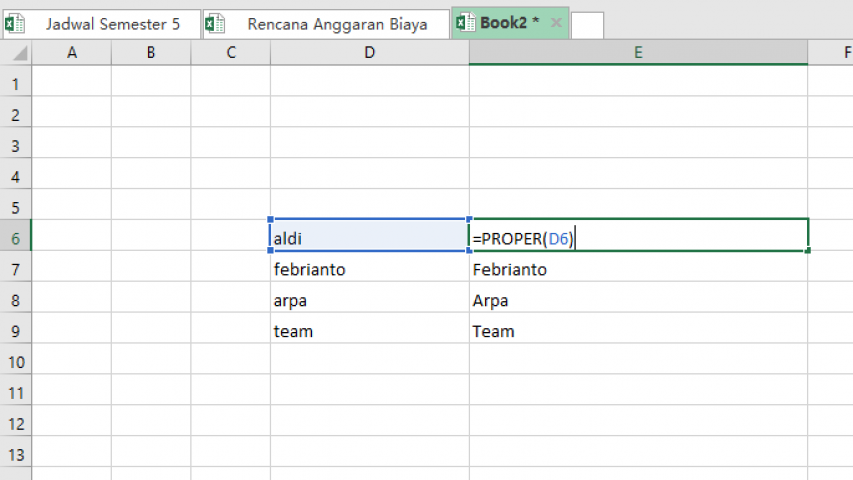 Jadwal Semester 5 Rencana Anggaran Biaya Book2 *
A B C D E F
1
2
3
4
5
6 aldi =PROPER(D6)
7 febrianto Febrianto
8 arpa Arpa
9 team Team
10
11
12
13